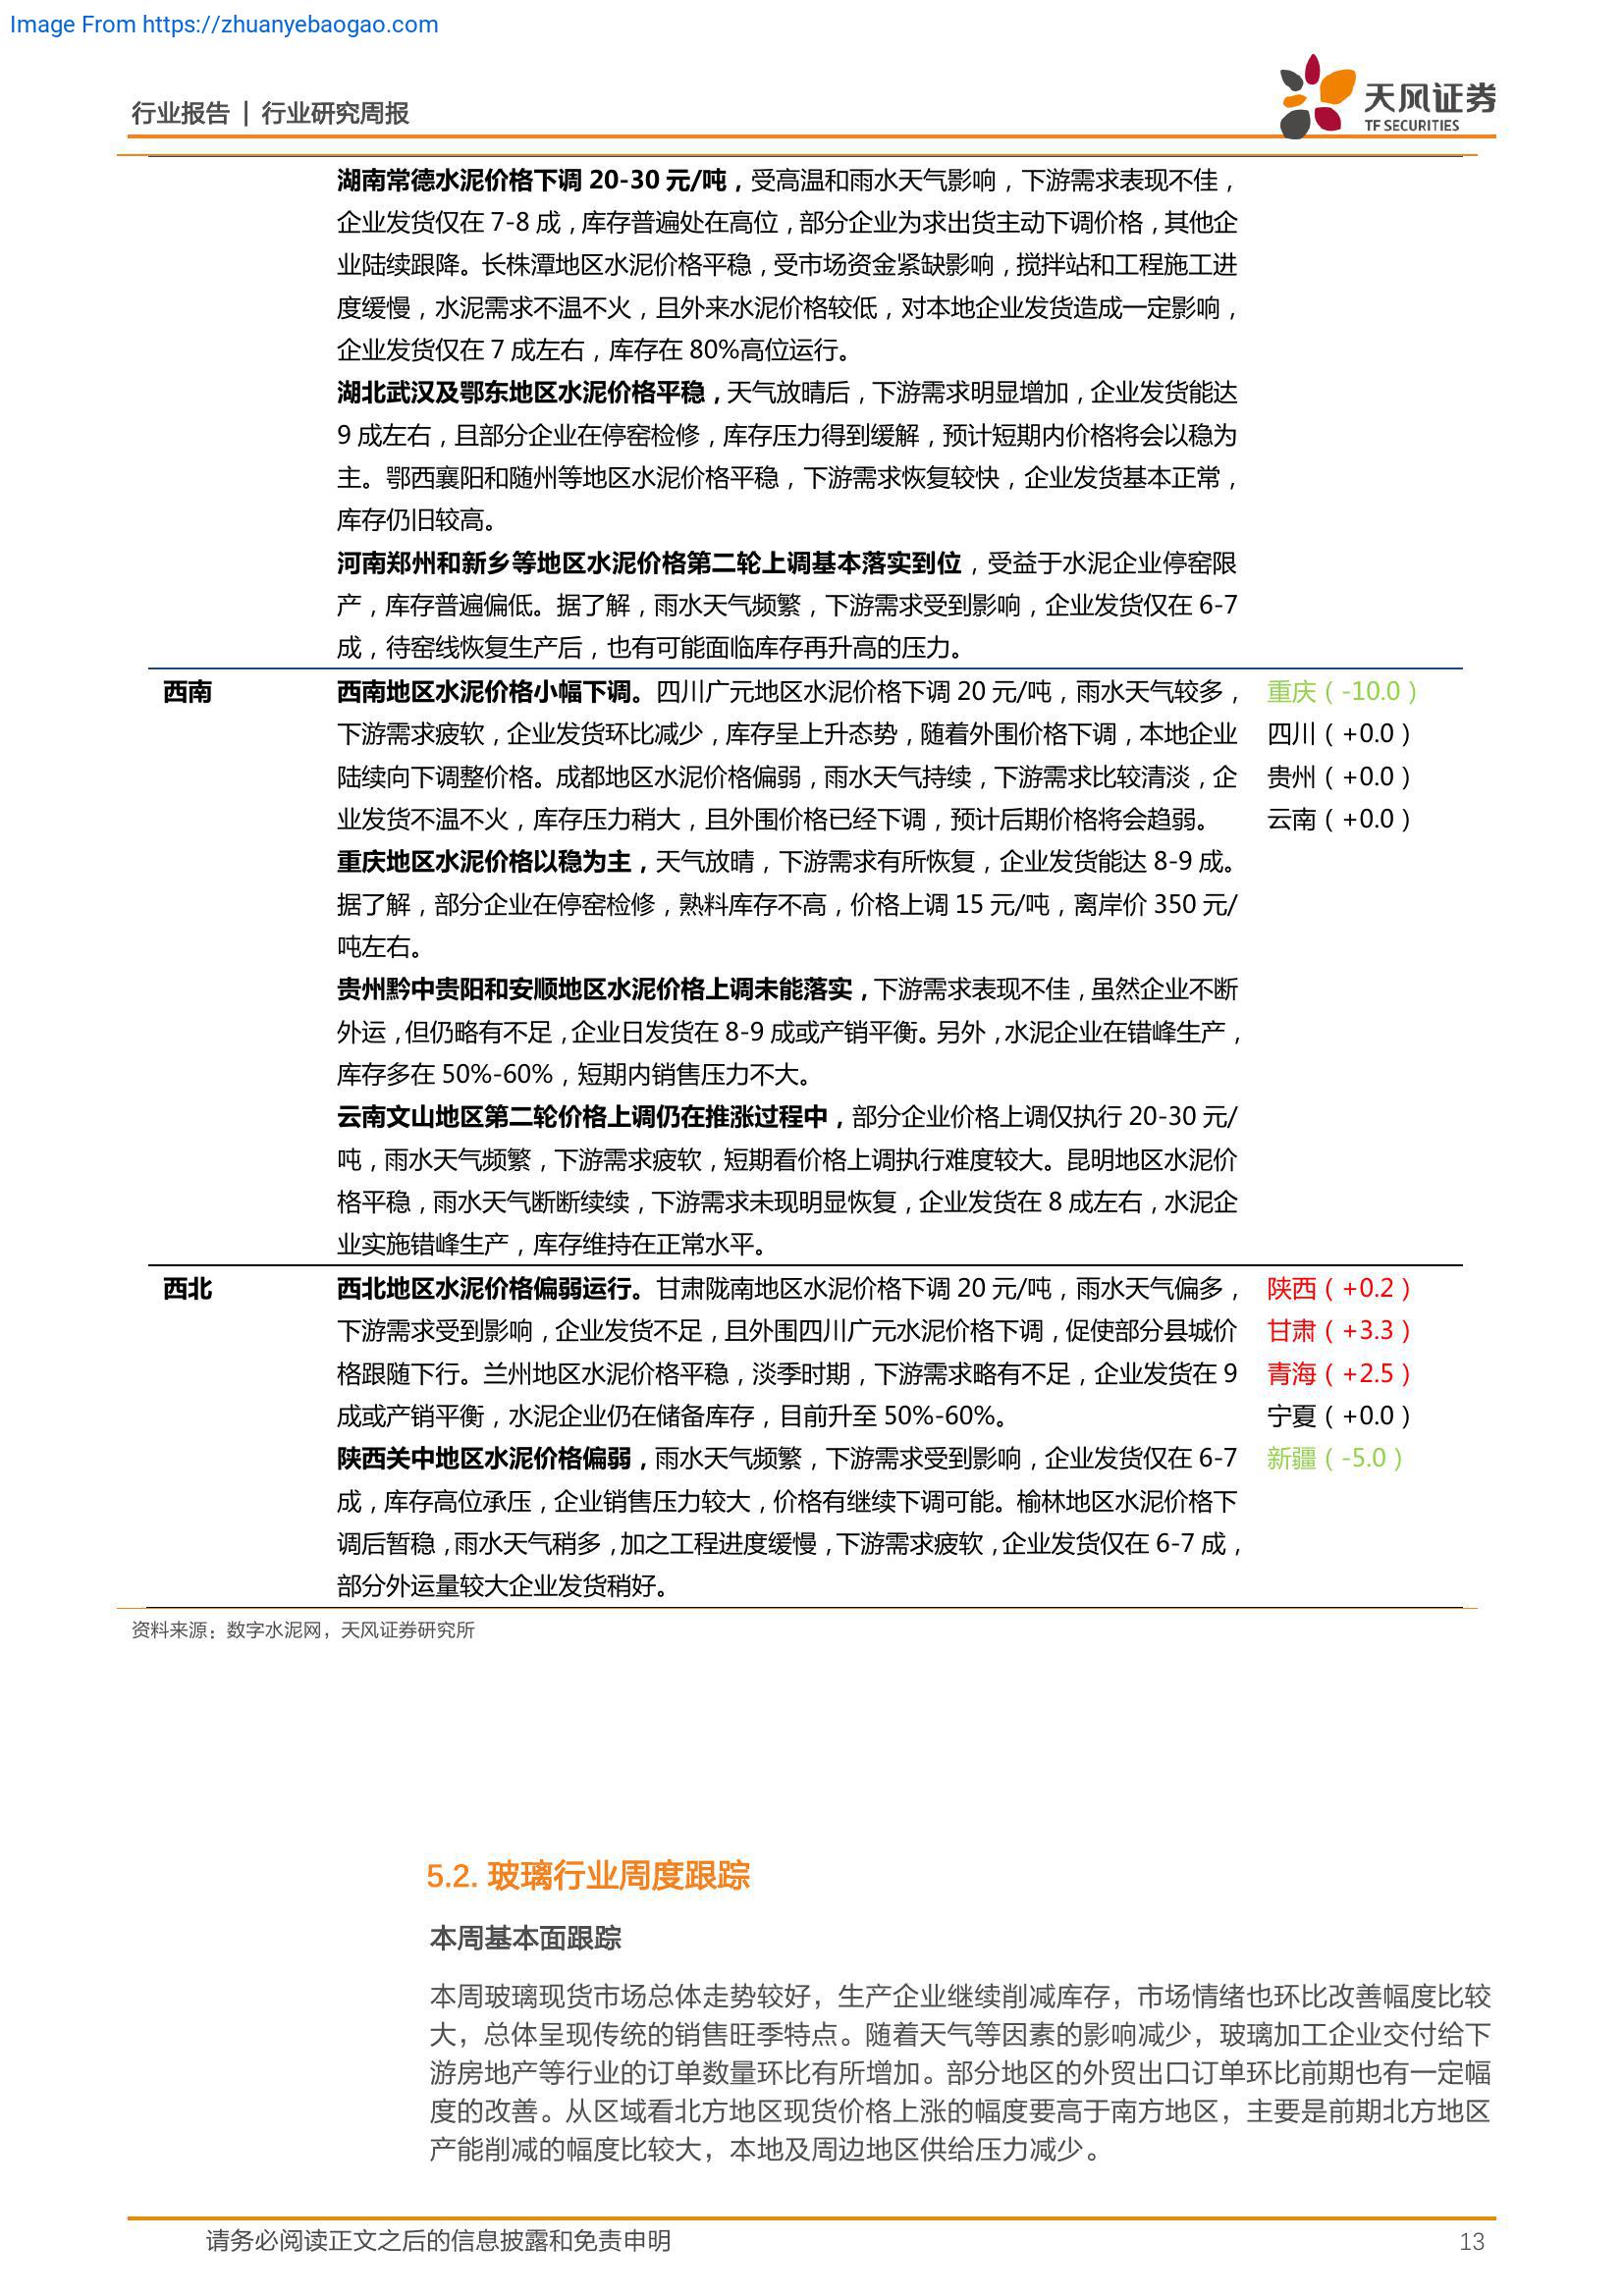 Image From https://zhuanyebaogao.com
行业报告 | 行业研究周报
天风证券
TF SECURITIES
湖南常德水泥价格下调 20-30 元/吨，受高温和雨水天气影响，下游需求表现不佳，
企业发货仅在 7-8 成，库存普遍处在高位，部分企业为求出货主动下调价格，其他企
业陆续跟降。长株潭地区水泥价格平稳，受市场资金紧缺影响，搅拌站和工程施工进
度缓慢，水泥需求不温不火，且外来水泥价格较低，对本地企业发货造成一定影响，
企业发货仅在 7 成左右，库存在 80%高位运行。
湖北武汉及鄂东地区水泥价格平稳，天气放晴后，下游需求明显增加，企业发货能达
9 成左右，且部分企业在停窑检修，库存压力得到缓解，预计短期内价格将会以稳为
主。鄂西襄阳和随州等地区水泥价格平稳，下游需求恢复较快，企业发货基本正常，
库存仍旧较高。
河南郑州和新乡等地区水泥价格第二轮上调基本落实到位，受益于水泥企业停窑限
产，库存普遍偏低。据了解，雨水天气频繁，下游需求受到影响，企业发货仅在 6-7
成，待窑线恢复生产后，也有可能面临库存再升高的压力。
西南
西南地区水泥价格小幅下调。四川广元地区水泥价格下调 20 元/吨，雨水天气较多，
下游需求疲软，企业发货环比减少，库存呈上升态势，随着外围价格下调，本地企业
陆续向下调整价格。成都地区水泥价格偏弱，雨水天气持续，下游需求比较清淡，企
业发货不温不火，库存压力稍大，且外围价格已经下调，预计后期价格将会趋弱。
重庆地区水泥价格以稳为主，天气放晴，下游需求有所恢复，企业发货能达 8-9 成。
据了解，部分企业在停窑检修，熟料库存不高，价格上调 15 元/吨，离岸价 350 元/
吨左右。
贵州黔中贵阳和安顺地区水泥价格上调未能落实，下游需求表现不佳，虽然企业不断
外运，但仍略有不足，企业日发货在 8-9 成或产销平衡。另外，水泥企业在错峰生产，
库存多在 50%-60%，短期内销售压力不大。
云南文山地区第二轮价格上调仍在推涨过程中，部分企业价格上调仅执行 20-30 元/
吨，雨水天气频繁，下游需求疲软，短期看价格上调执行难度较大。昆明地区水泥价
格平稳，雨水天气断断续续，下游需求未现明显恢复，企业发货在 8 成左右，水泥企
业实施错峰生产，库存维持在正常水平。
重庆（-10.0）
四川（+0.0）
贵州（+0.0）
云南（+0.0）
西北
西北地区水泥价格偏弱运行。甘肃陇南地区水泥价格下调 20 元/吨，雨水天气偏多，
下游需求受到影响，企业发货不足，且外围四川广元水泥价格下调，促使部分县城价
格跟随下行。兰州地区水泥价格平稳，淡季时期，下游需求略有不足，企业发货在 9
成或产销平衡，水泥企业仍在储备库存，目前升至 50%-60%。
陕西关中地区水泥价格偏弱，雨水天气频繁，下游需求受到影响，企业发货仅在 6-7
成，库存高位承压，企业销售压力较大，价格有继续下调可能。榆林地区水泥价格下
调后暂稳，雨水天气稍多，加之工程进度缓慢，下游需求疲软，企业发货仅在 6-7 成，
部分外运量较大企业发货稍好。
陕西（+0.2）
甘肃（+3.3）
青海（+2.5）
宁夏（+0.0）
新疆（-5.0）
资料来源：数字水泥网，天风证券研究所
5.2. 玻璃行业周度跟踪
本周基本面跟踪
本周玻璃现货市场总体走势较好，生产企业继续削减库存，市场情绪也环比改善幅度比较
大，总体呈现传统的销售旺季特点。随着天气等因素的影响减少，玻璃加工企业交付给下
游房地产等行业的订单数量环比有所增加。部分地区的外贸出口订单环比前期也有一定幅
度的改善。从区域看北方地区现货价格上涨的幅度要高于南方地区，主要是前期北方地区
产能削减的幅度比较大，本地及周边地区供给压力减少。
请务必阅读正文之后的信息披露和免责申明
13